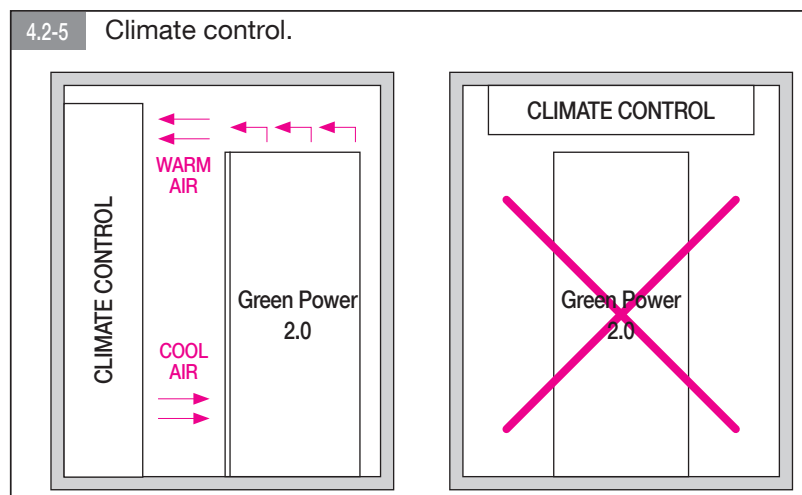 4.2-5 Climate control.
WARM
AIR
CLIMATE CONTROL
Green Power
2.0
COOL
AIR
CLIMATE CONTROL
Green Power
2.0